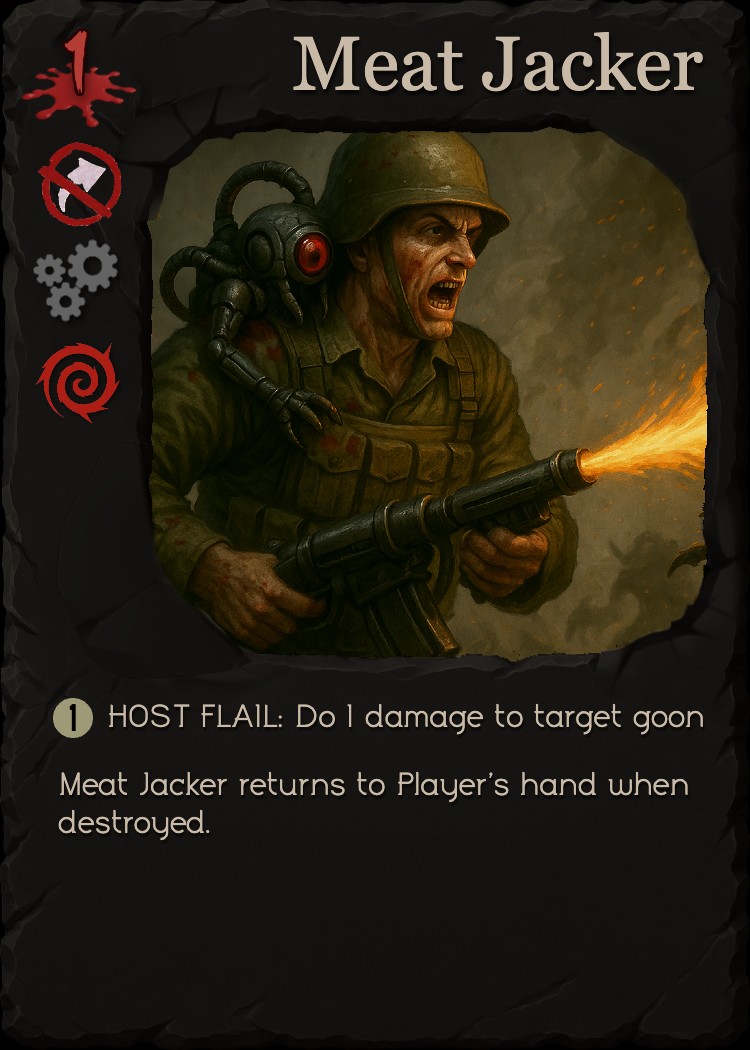 1
Meat Jacker
1 HOST FLAIL: Do 1 damage to target goon
Meat Jacker returns to Player's hand when
destroyed.